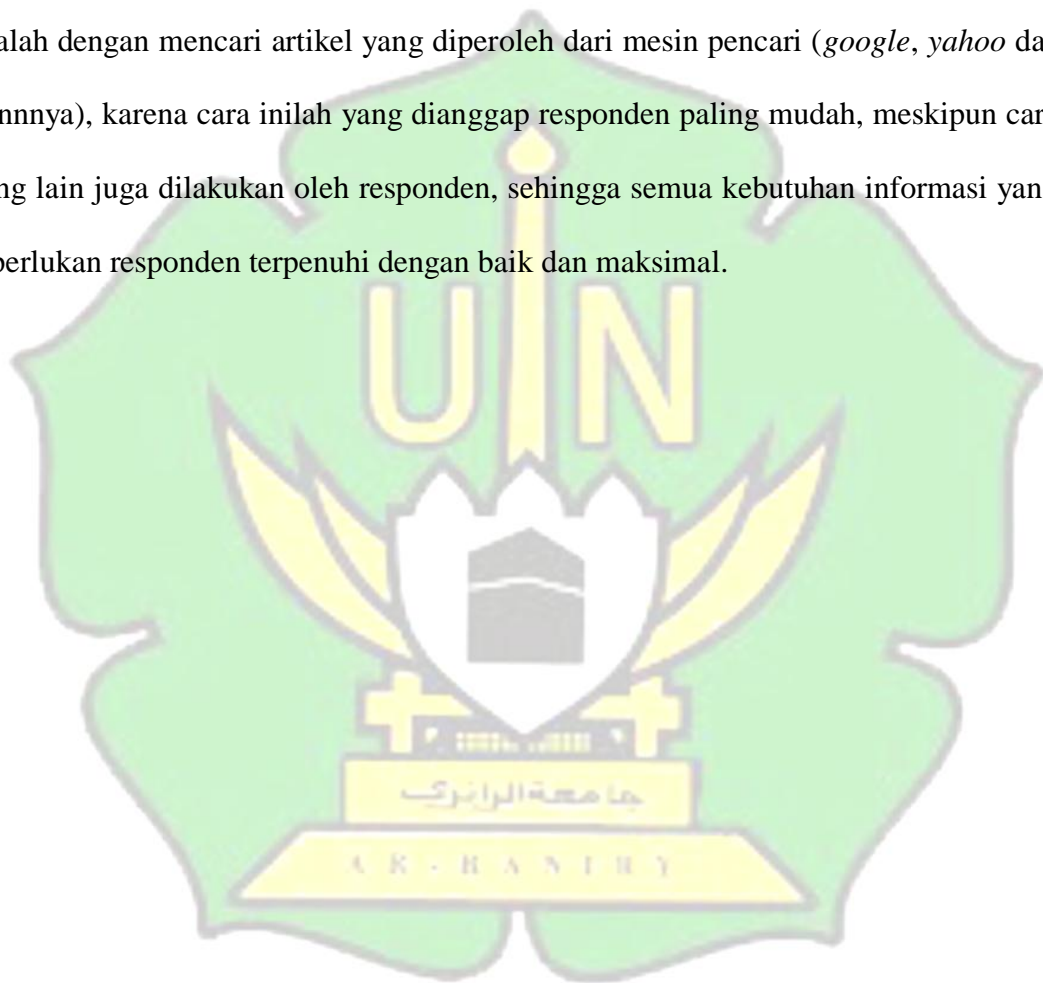 alah dengan mencari artikel yang diperoleh dari mesin pencari (google, yahoo da
nnnya), karena cara inilah yang dianggap responden paling mudah, meskipun car
ng lain juga dilakukan oleh responden, sehingga semua kebutuhan informasi yan
perlukan responden terpenuhi dengan baik dan maksimal.
UIN
جامعة الرانري
AR-RANIRY